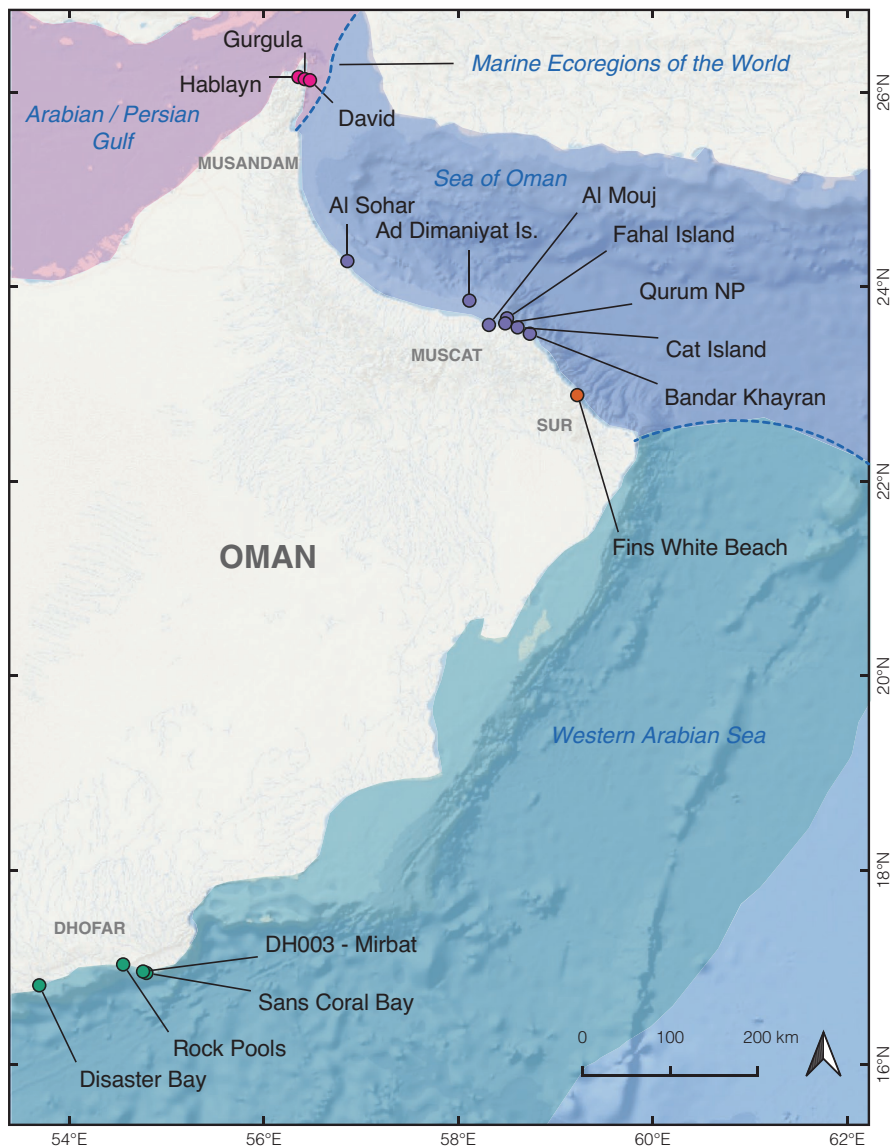 Gurgula
Marine Ecoregions of the World
Hablayn
26°N
Arabian / Persian
Gulf
David
MUSANDAM
Sea of Oman
Al Sohar
Al Mouj
Ad Dimaniyat Is.
Fahal Island
24°N
Qurum NP
MUSCAT
Cat Island
Bandar Khayran
SUR
22°N
Fins White Beach
OMAN
20°N
Western Arabian Sea
18°N
DHOFAR
DH003 - Mirbat
Sans Coral Bay
Rock Pools
Disaster Bay
0 100 200 km
16°N
54°E 56°E 58°E 60°E 62°E